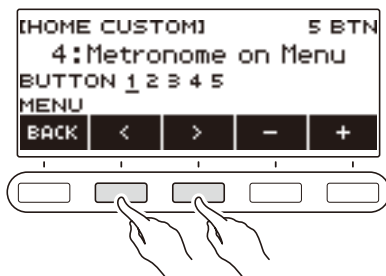 [HOME CUSTOM] 5 BTN
4:Metronome on Menu
BUTTON 1 2 3 4 5
MENU
BACK < > - +